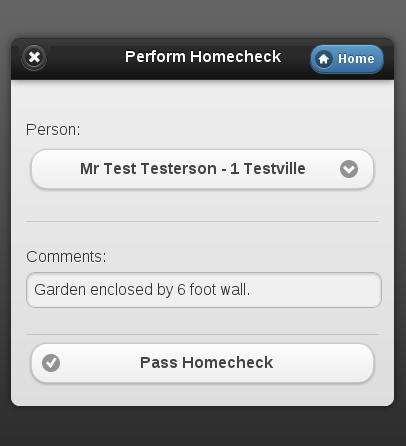 Perform Homecheck
Home
Person:
Mr Test Testerson - 1 Testville
Comments:
Garden enclosed by 6 foot wall.
Pass Homecheck